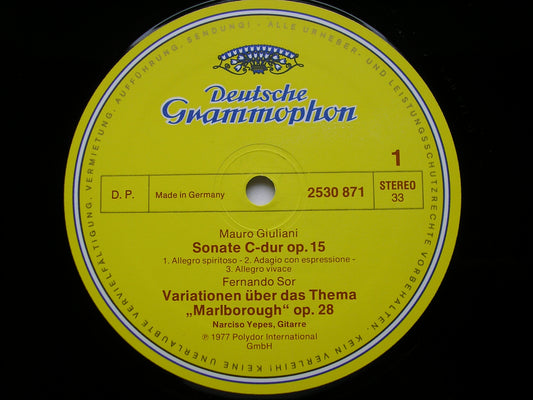 Deutsche
Grammophon
1
D. P.
Made in Germany
2530 871
STEREO
33
Mauro Giuliani
Sonate C-dur op. 15
1. Allegro spiritoso - 2. Adagio con espressione -
3. Allegro vivace
Fernando Sor
Variationen über das Thema
„Marlborough“ op. 28
Narciso Yepes, Gitarre
℗ 1977 Polydor International
GmbH
ALLE URHEBER- UND LEISTUNGSSCHUTZRECHTE VORBEHALTEN. KEIN VERLEIH! KEINE UNERLAUBTE VERVIELFÄLTIGUNG, VERMIETUNG, AUFFÜHRUNG, SENDUNG! -